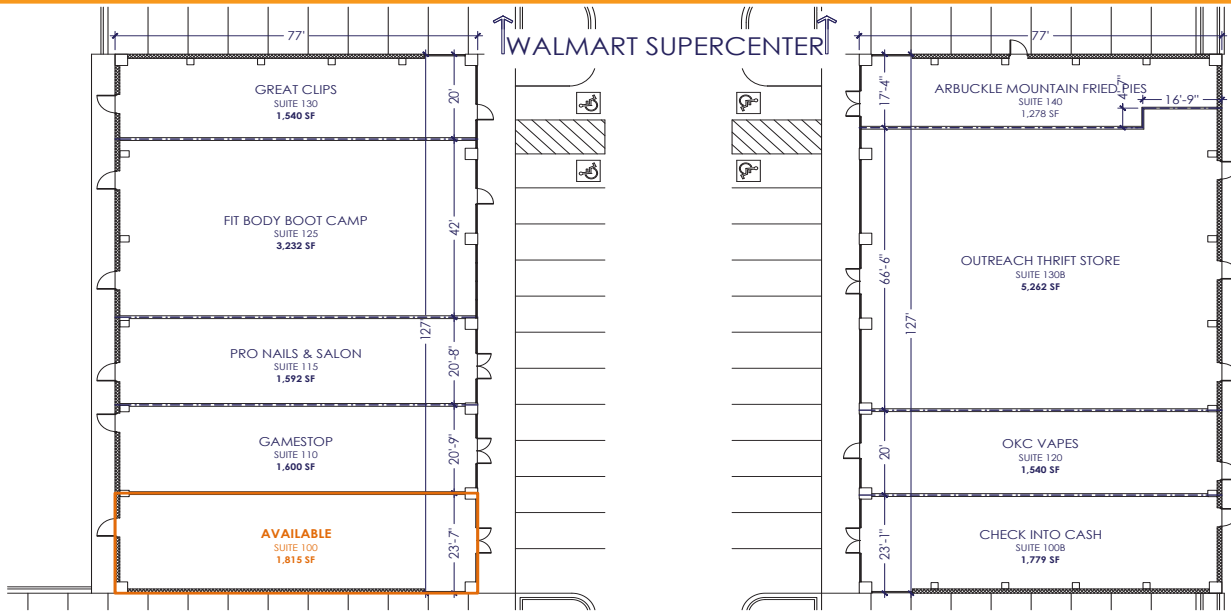 WALMART SUPERCENTER
77'
GREAT CLIPS
SUITE 130
1,540 SF
20'
FIT BODY BOOT CAMP
SUITE 125
3,232 SF
42'
127'
PRO NAILS & SALON
SUITE 115
1,592 SF
20'-8"
GAMESTOP
SUITE 110
1,600 SF
20'-9"
AVAILABLE
SUITE 100
1,815 SF
23'-7"
77'
17'-4"
ARBUCKLE MOUNTAIN FRIED PIES
SUITE 140
1,278 SF
4'-7"
16'-9"
OUTREACH THRIFT STORE
SUITE 130B
5,262 SF
66'-6"
127'
OKC VAPES
SUITE 120
1,540 SF
20'
CHECK INTO CASH
SUITE 100B
1,779 SF
23'-1"